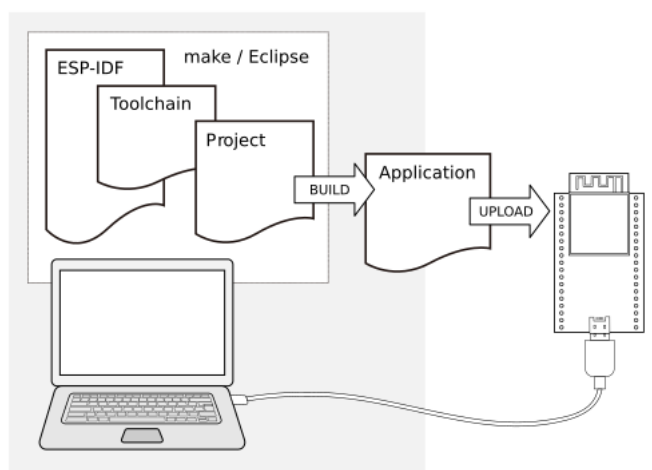 make / Eclipse
ESP-IDF
Toolchain
Project
BUILD
Application
UPLOAD